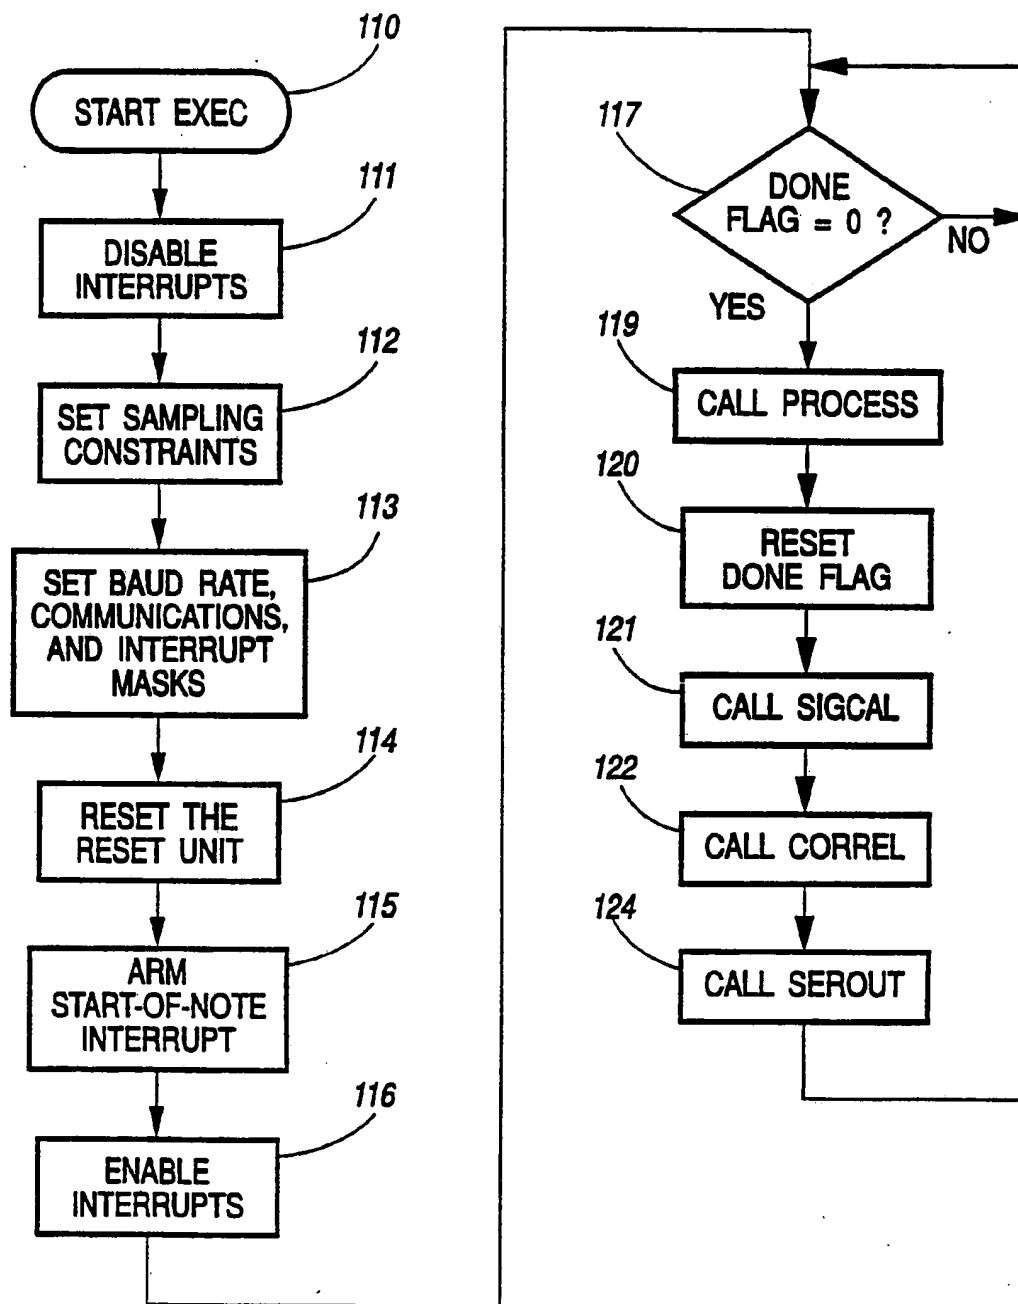 110
START EXEC
111
DISABLE
INTERRUPTS
112
SET SAMPLING
CONSTRAINTS
113
SET BAUD RATE,
COMMUNICATIONS,
AND INTERRUPT
MASKS
114
RESET THE
RESET UNIT
115
ARM
START-OF-NOTE
INTERRUPT
116
ENABLE
INTERRUPTS
117
DONE
FLAG = 0 ?
NO
YES
119
CALL PROCESS
120
RESET
DONE FLAG
121
CALL SIGCAL
122
CALL CORREL
124
CALL SEROUT